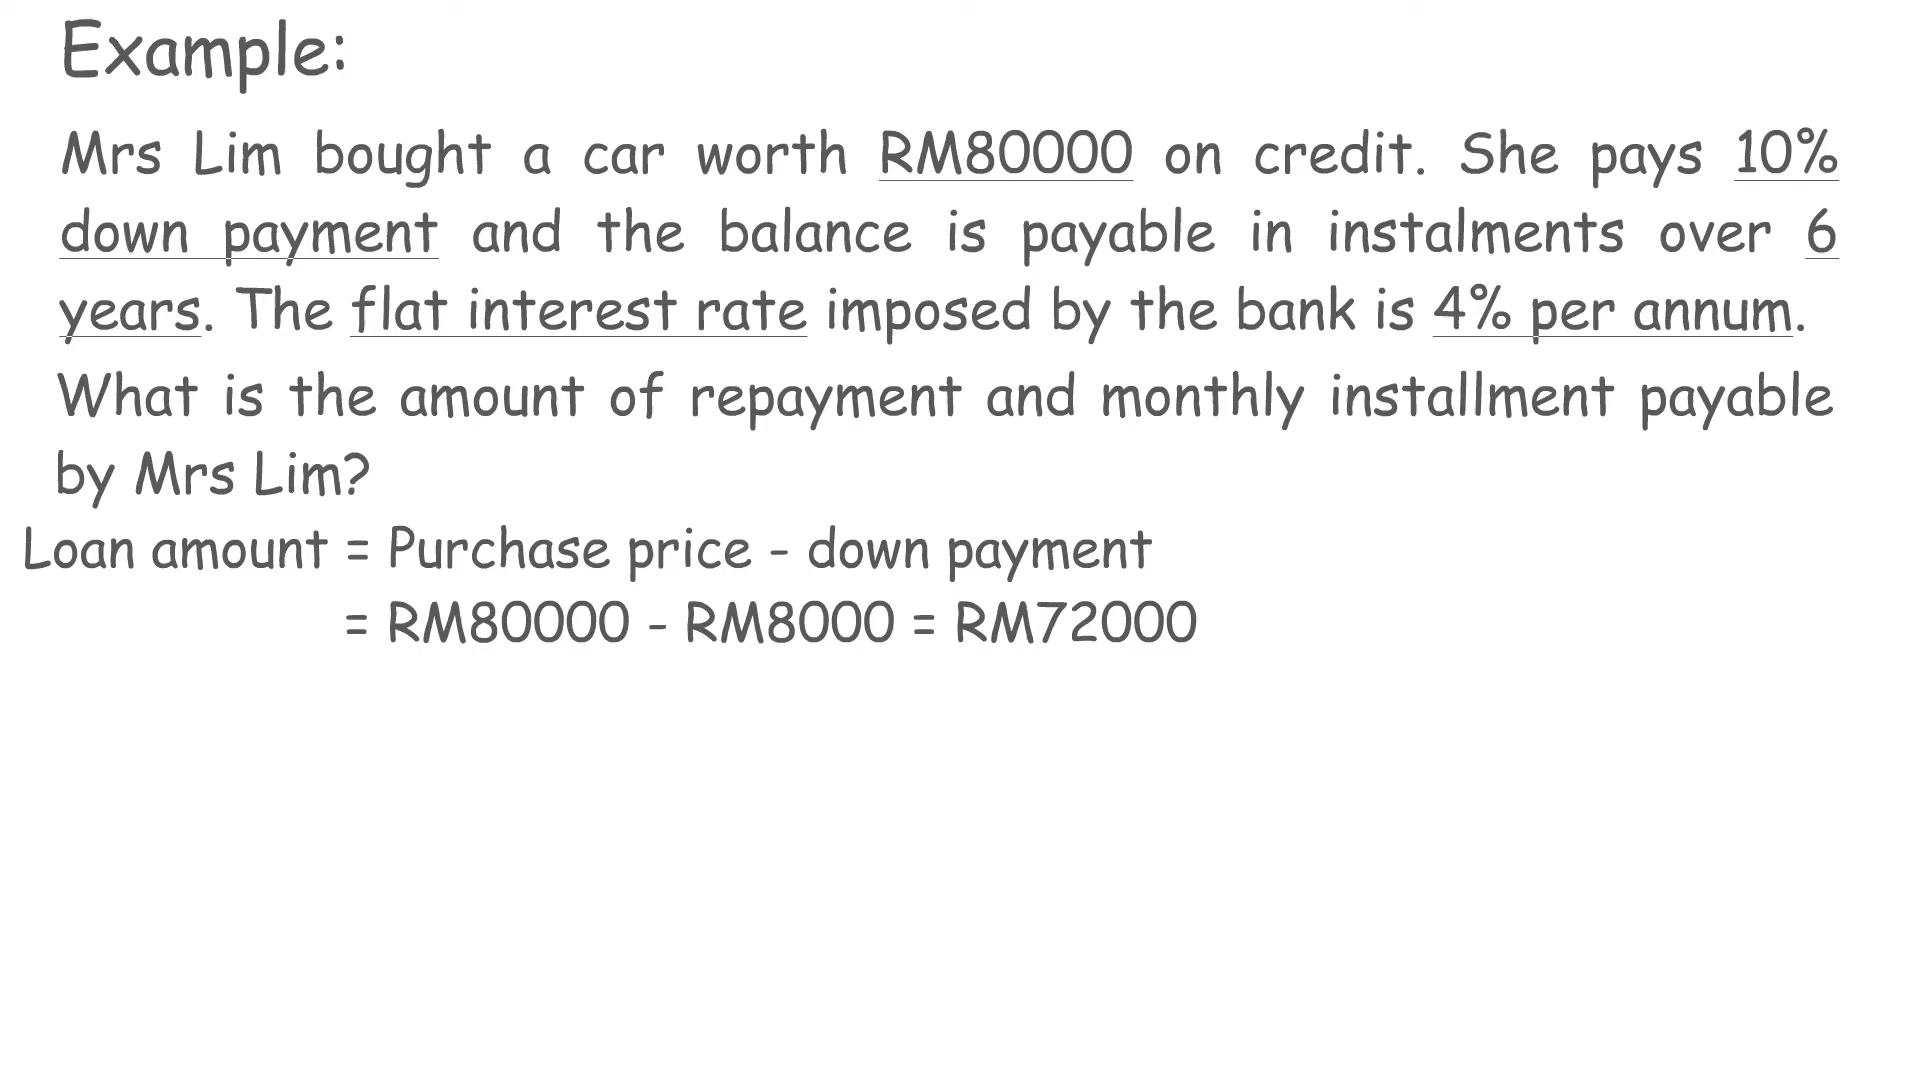 Example:
Mrs Lim bought a car worth RM80000 on credit. She pays 10%
down payment and the balance is payable in instalments over 6
years. The flat interest rate imposed by the bank is 4% per annum.
What is the amount of repayment and monthly installment payable
by Mrs Lim?
Loan amount = Purchase price - down payment
= RM80000 - RM8000 = RM72000